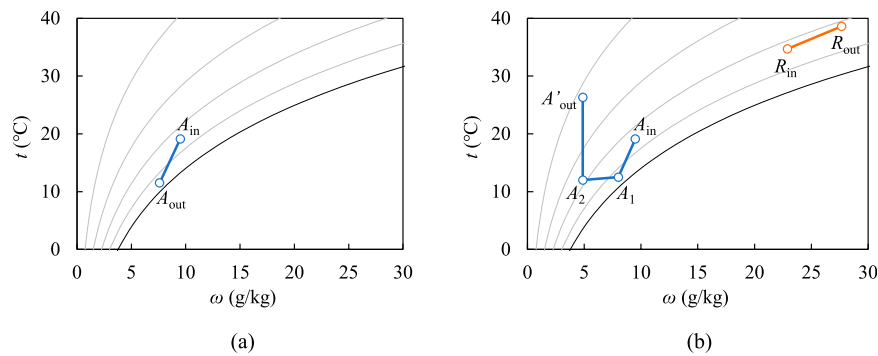 40
30
20
10
0
t (℃)
A_in
A_out
0 5 10 15 20 25 30
ω (g/kg)
(a)
40
30
20
10
0
t (℃)
R_out
R_in
A'_out
A_in
A_2
A_1
0 5 10 15 20 25 30
ω (g/kg)
(b)